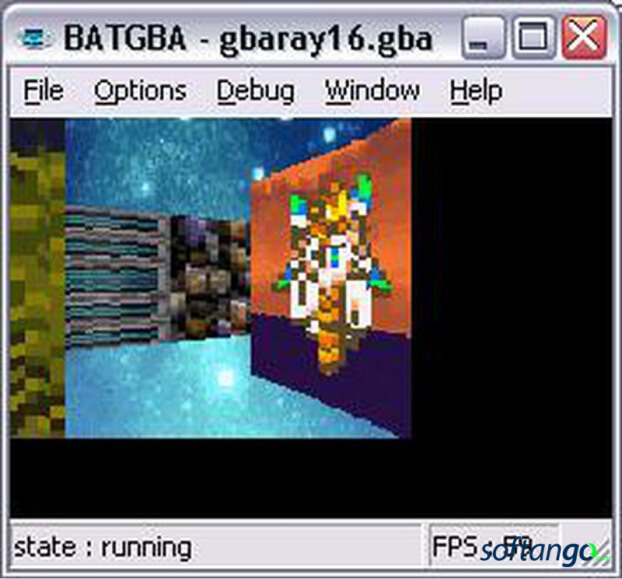 BATGBA - gbaray16.gba
File Options Debug Window Help
state : running
FPS :
softango